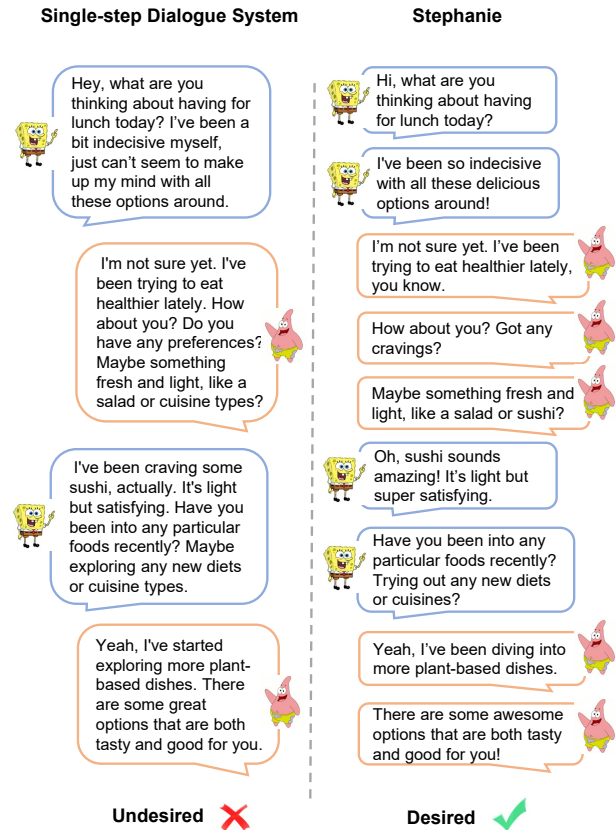 Single-step Dialogue System
Hey, what are you
thinking about having for
lunch today? I've been a
bit indecisive myself,
just can't seem to make
up my mind with all
these options around.
I'm not sure yet. I've
been trying to eat
healthier lately. How
about you? Do you
have any preferences?
Maybe something
fresh and light, like a
salad or cuisine types?
I've been craving some
sushi, actually. It's light
but satisfying. Have you
been into any particular
foods recently? Maybe
exploring any new diets
or cuisine types.
Yeah, I've started
exploring more plant-
based dishes. There
are some great
options that are both
tasty and good for you.
Undesired
Stephanie
Hi, what are you
thinking about having
for lunch today?
I've been so indecisive
with all these delicious
options around!
I'm not sure yet. I've been
trying to eat healthier lately,
you know.
How about you? Got any
cravings?
Maybe something fresh and
light, like a salad or sushi?
Oh, sushi sounds
amazing! It's light but
super satisfying.
Have you been into any
particular foods recently?
Trying out any new diets
or cuisines?
Yeah, I've been diving into
more plant-based dishes.
There are some awesome
options that are both tasty
and good for you!
Desired